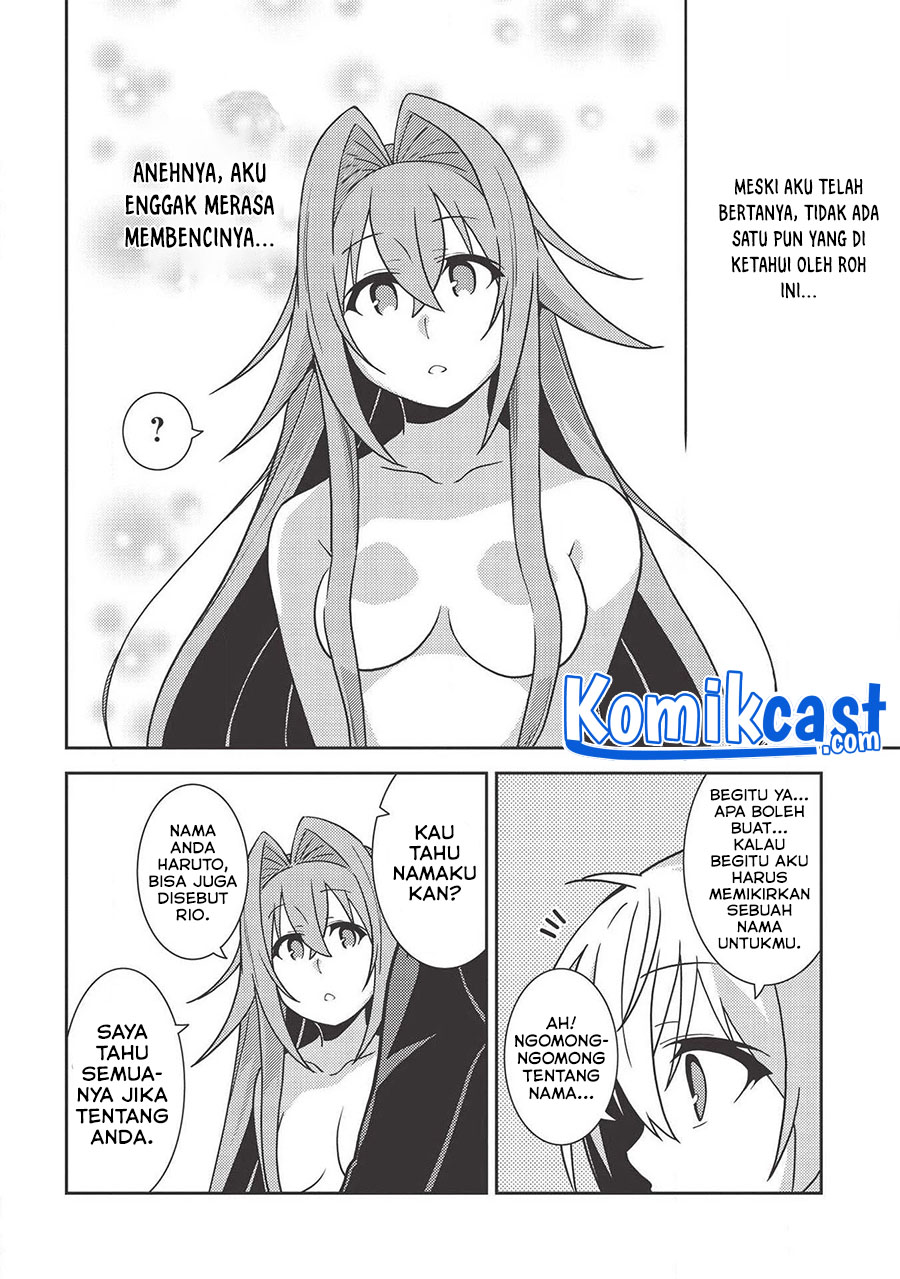 MESKI AKU TELAH
BERTANYA, TIDAK ADA
SATU PUN YANG DI
KETAHUI OLEH ROH
INI...
ANEHNYA, AKU
ENGGAK MERASA
MEMBENCINYA...
?
Komikcast
.com
BEGITU YA...
APA BOLEH
BUAT...
KALAU
BEGITU AKU
HARUS
MEMIKIRKAN
SEBUAH
NAMA
UNTUKMU.
AH!
NGOMONG-
NGOMONG
TENTANG
NAMA...
KAU
TAHU
NAMAKU
KAN?
NAMA
ANDA
HARUTO,
BISA JUGA
DISEBUT
RIO.
SAYA
TAHU
SEMUA-
NYA JIKA
TENTANG
ANDA.